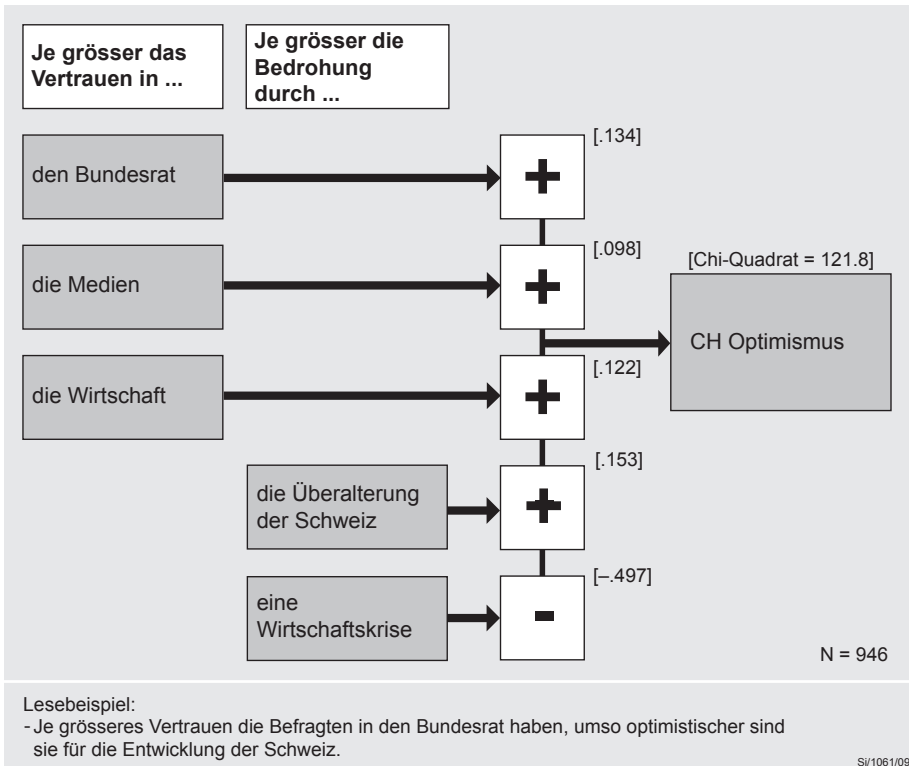 Je grösser das
Vertrauen in ...
Je grösser die
Bedrohung
durch ...
den Bundesrat
+
[.134]
die Medien
+
[.098]
[Chi-Quadrat = 121.8]
CH Optimismus
die Wirtschaft
+
[.122]
die Überalterung
der Schweiz
+
[.153]
eine
Wirtschaftskrise
-
[–.497]
N = 946
Lesebeispiel:
- Je grösseres Vertrauen die Befragten in den Bundesrat haben, umso optimistischer sind
sie für die Entwicklung der Schweiz.
Si/1061/09